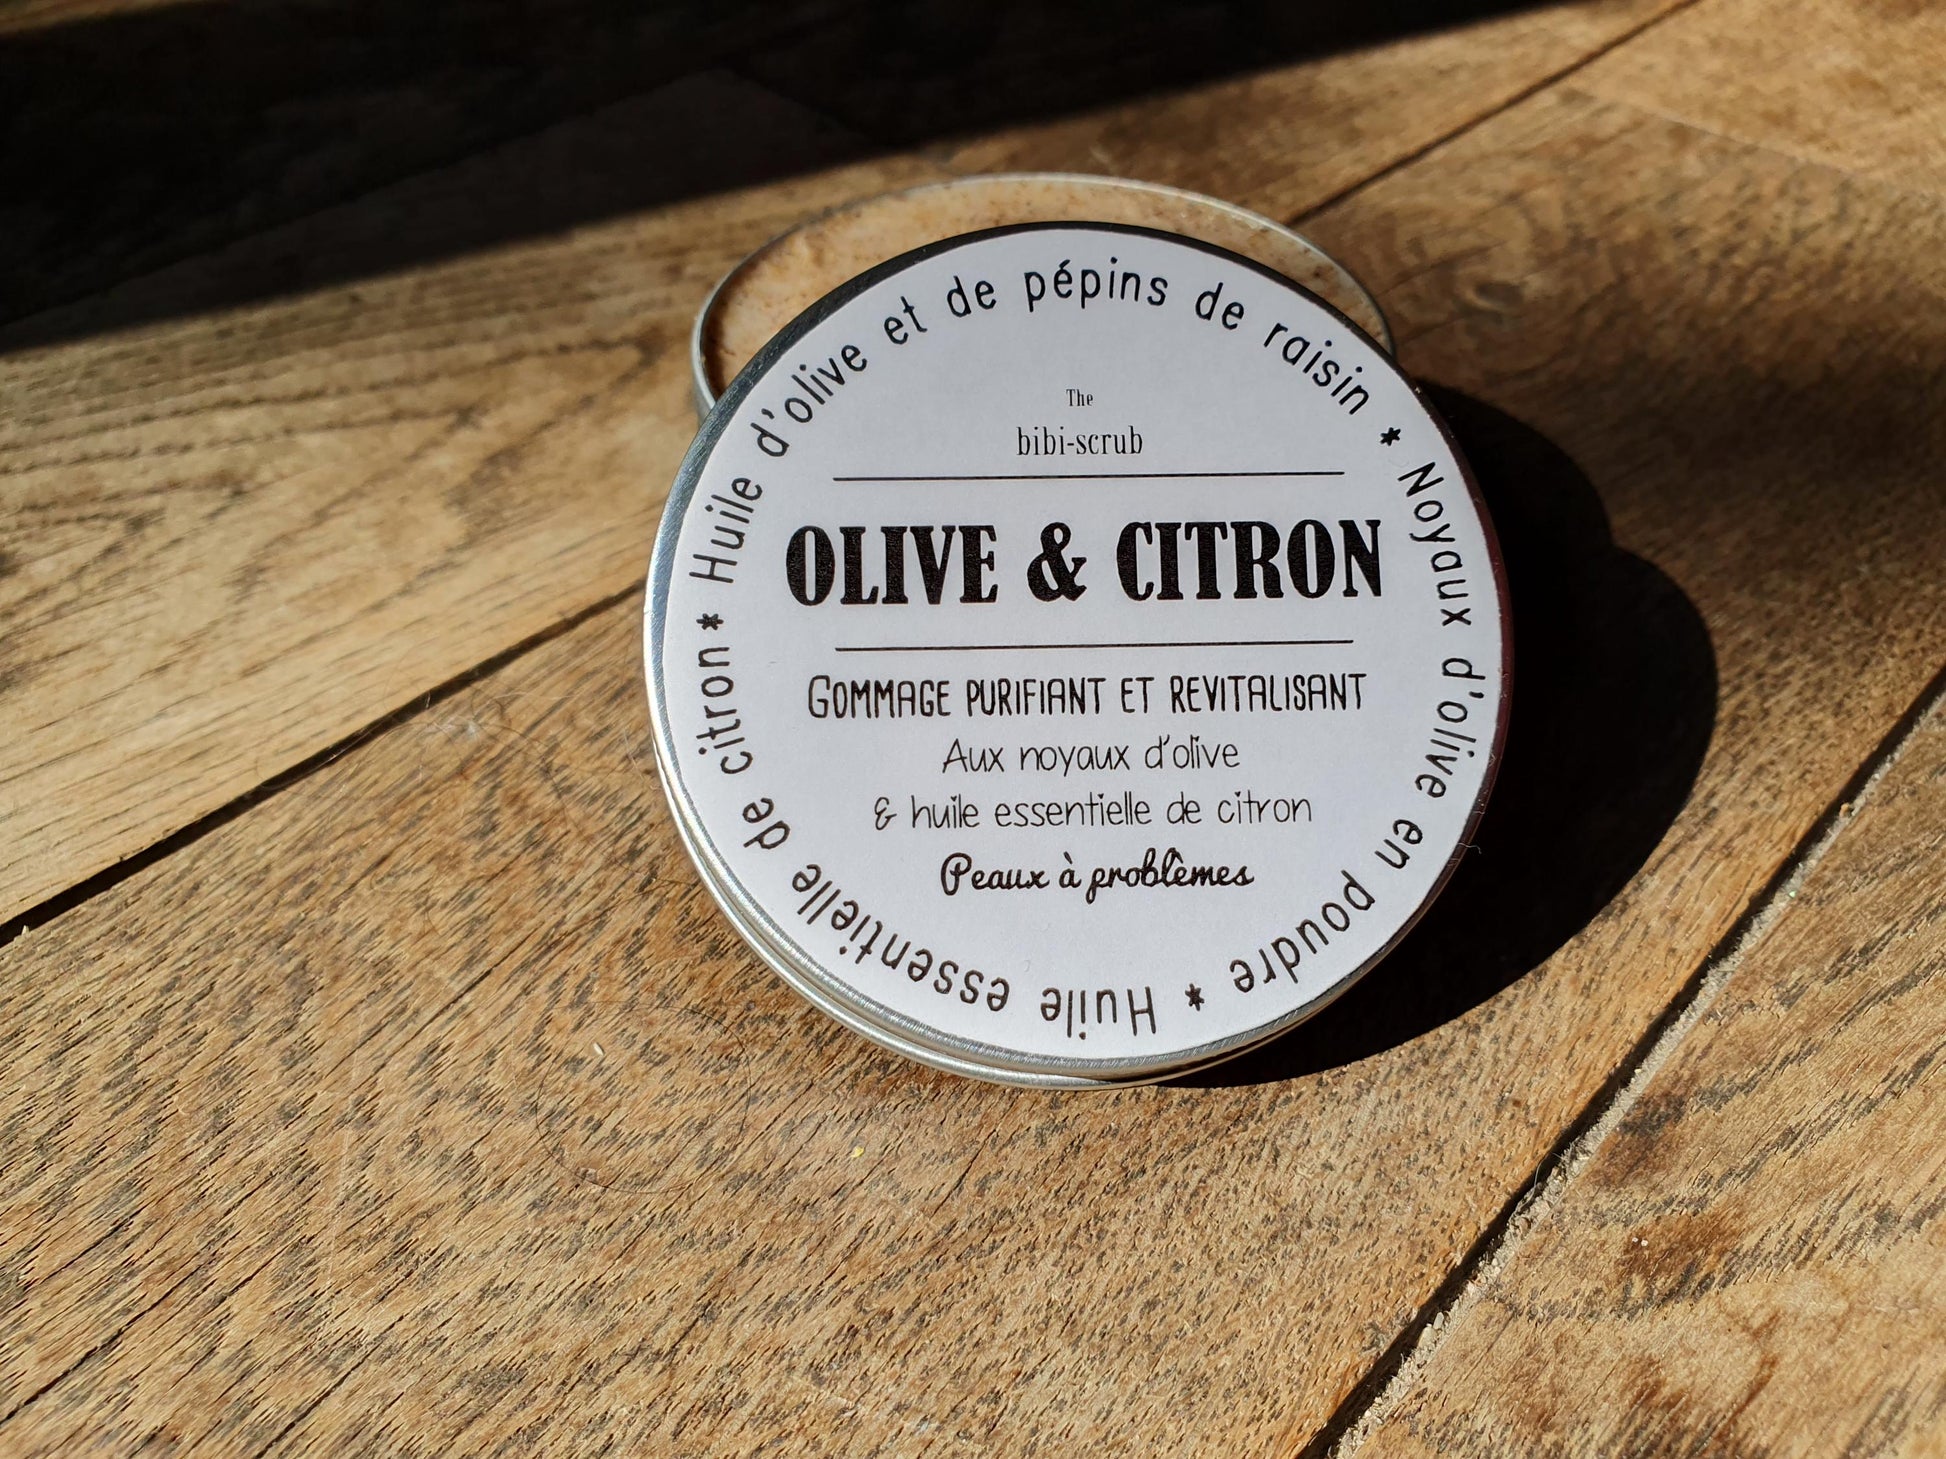 The
bibi-scrub
OLIVE & CITRON
GOMMAGE PURIFIANT ET REVITALISANT
Aux noyaux d'olive
& huile essentielle de citron
Peaux à problèmes
* Huile d'olive et de pépins de raisin * Noyaux d'olive en poudre * Huile essentielle de citron